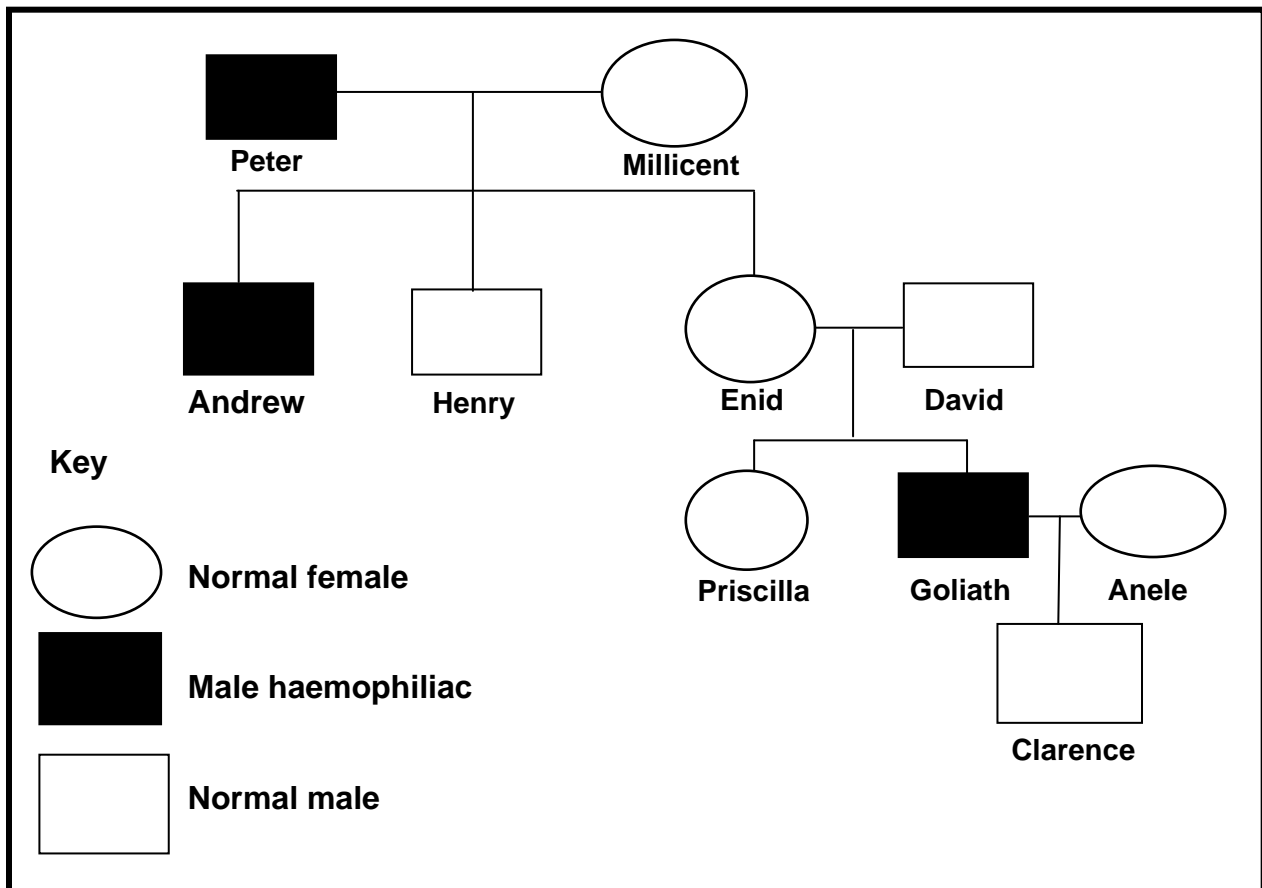 Peter
Millicent
Andrew
Henry
Enid
David
Key
Normal female
Priscilla
Goliath
Anele
Male haemophiliac
Clarence
Normal male